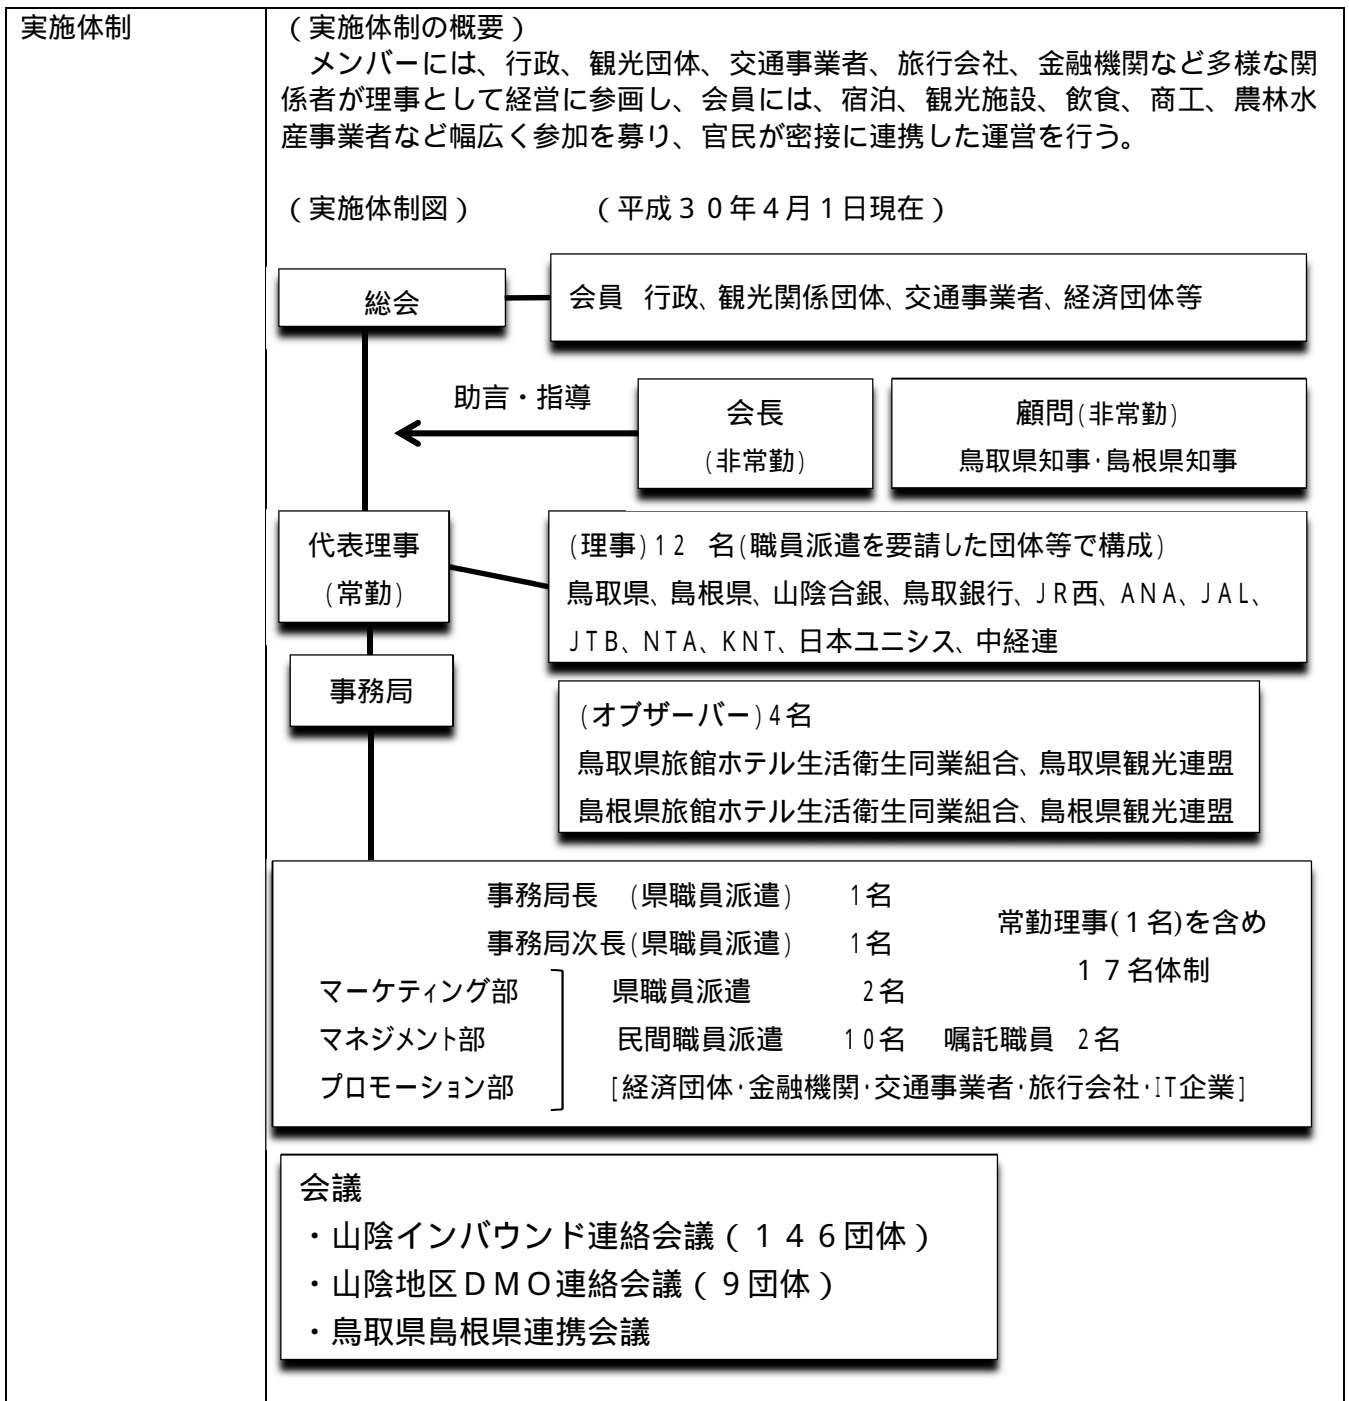 実施体制
（実施体制の概要）
メンバーには、行政、観光団体、交通事業者、旅行会社、金融機関など多様な関
係者が理事として経営に参画し、会員には、宿泊、観光施設、飲食、商工、農林水
産事業者など幅広く参加を募り、官民が密接に連携した運営を行う。
（実施体制図）　（平成３０年４月１日現在）
総会
会員 行政、観光関係団体、交通事業者、経済団体等
助言・指導
会長
(非常勤)
顧問(非常勤)
鳥取県知事・島根県知事
代表理事
(常勤)
(理事)12 名(職員派遣を要請した団体等で構成)
鳥取県、島根県、山陰合銀、鳥取銀行、JR西、ANA、JAL、
JTB、NTA、KNT、日本ユニシス、中経連
事務局
(オブザーバー)4名
鳥取県旅館ホテル生活衛生同業組合、鳥取県観光連盟
島根県旅館ホテル生活衛生同業組合、島根県観光連盟
事務局長 (県職員派遣) 1名
事務局次長(県職員派遣) 1名
常勤理事(１名)を含め
１７名体制
マーケティング部 県職員派遣 2名
マネジメント部 民間職員派遣 10名 嘱託職員 2名
プロモーション部 [経済団体・金融機関・交通事業者・旅行会社・IT企業]
会議
・山陰インバウンド連絡会議（１４６団体）
・山陰地区ＤＭＯ連絡会議（９団体）
・鳥取県島根県連携会議